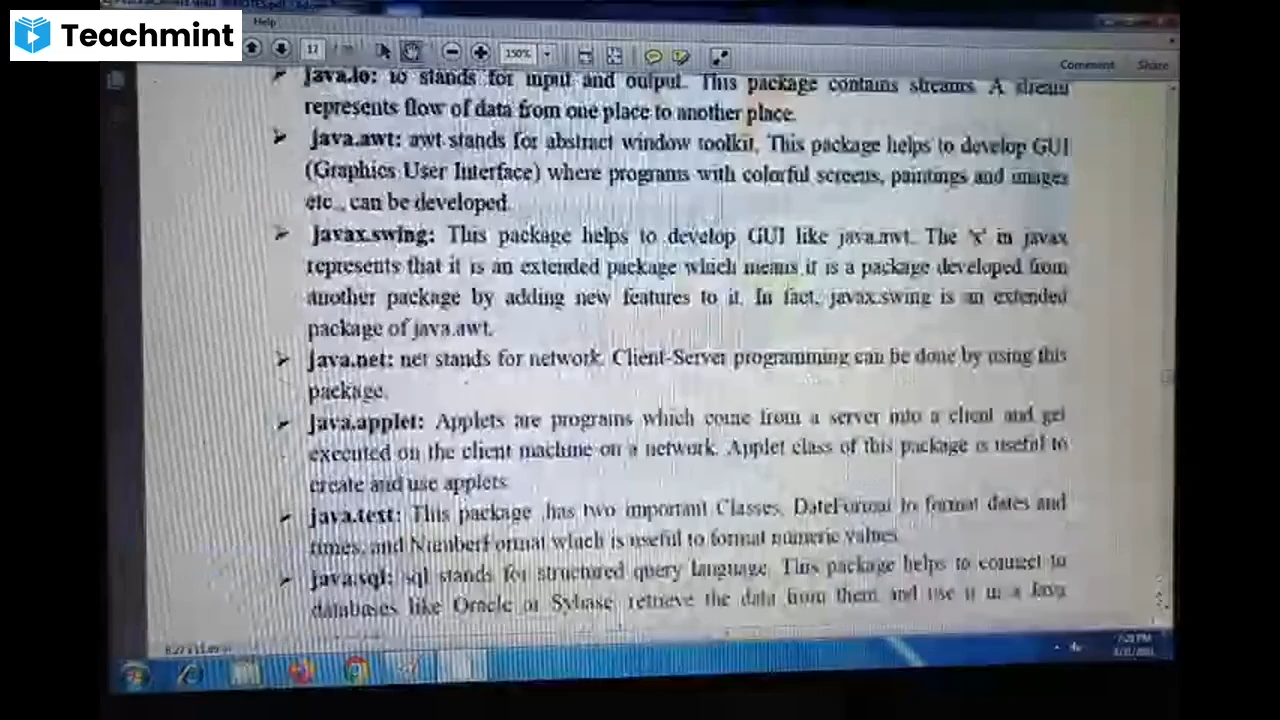 Teachmint
Help
17
150%
Comment
Share
java.io: io stands for input and output. This package contains streams. A stream
represents flow of data from one place to another place.
java.awt: awt stands for abstract window toolkit. This package helps to develop GUI
(Graphics User Interface) where programs with colorful screens, paintings and images
etc., can be developed.
javax.swing: This package helps to develop GUI like java.awt. The 'x' in javax
represents that it is an extended package which means it is a package developed from
another package by adding new features to it. In fact, javax.swing is an extended
package of java.awt.
java.net: net stands for network. Client-Server programming can be done by using this
package.
java.applet: Applets are programs which come from a server into a client and get
executed on the client machine on a network. Applet class of this package is useful to
create and use applets.
java.text: This package has two important Classes, DateFormat to format dates and
times, and NumberFormat which is useful to format numeric values.
java.sql: sql stands for structured query language. This package helps to connect to
databases like Oracle or Sybase, retrieve the data from them and use it in a Java